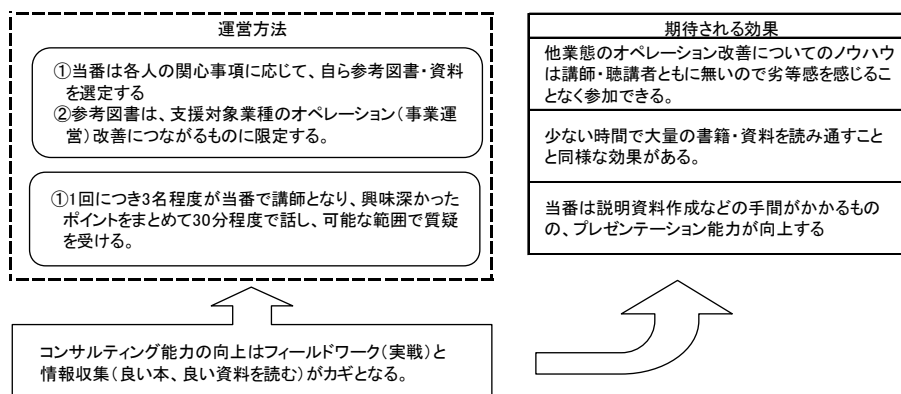 運営方法
①当番は各人の関心事項に応じて、自ら参考図書・資料
を選定する
②参考図書は、支援対象業種のオペレーション(事業運
営)改善につながるものに限定する。
①1回につき3名程度が当番で講師となり、興味深かった
ポイントをまとめて30分程度で話し、可能な範囲で質疑
を受ける。
コンサルティング能力の向上はフィールドワーク(実戦)と
情報収集(良い本、良い資料を読む)がカギとなる。
期待される効果
他業態のオペレーション改善についてのノウハウ
は講師・聴講者ともに無いので劣等感を感じるこ
となく参加できる。
少ない時間で大量の書籍・資料を読み通すこと
と同様な効果がある。
当番は説明資料作成などの手間がかかるもの
の、プレゼンテーション能力が向上する